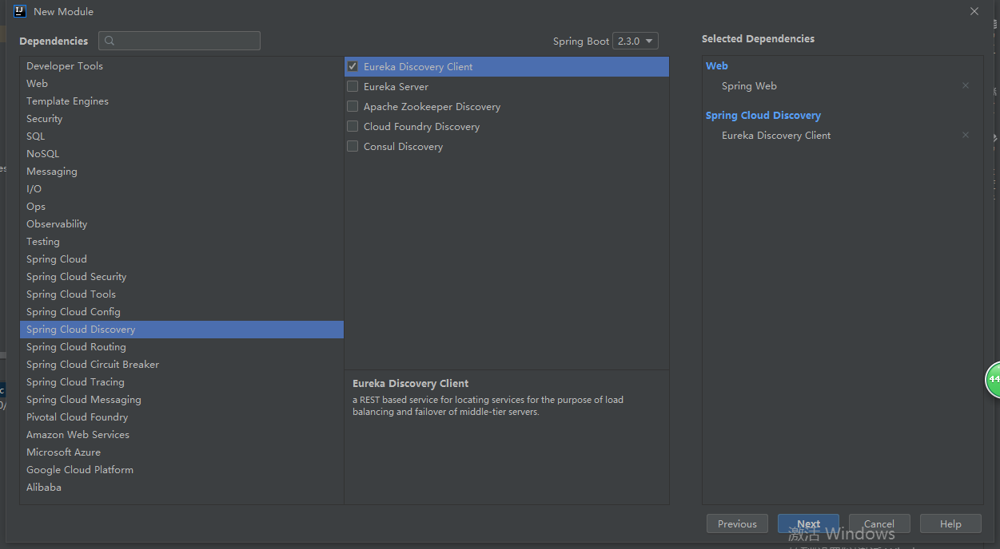 New Module
Dependencies
Spring Boot 2.3.0
Selected Dependencies
Developer Tools
Web
Template Engines
Security
SQL
NoSQL
Messaging
I/O
Ops
Observability
Testing
Spring Cloud
Spring Cloud Security
Spring Cloud Tools
Spring Cloud Config
Spring Cloud Discovery
Spring Cloud Routing
Spring Cloud Circuit Breaker
Spring Cloud Tracing
Spring Cloud Messaging
Pivotal Cloud Foundry
Amazon Web Services
Microsoft Azure
Google Cloud Platform
Alibaba
Eureka Discovery Client
Eureka Server
Apache Zookeeper Discovery
Cloud Foundry Discovery
Consul Discovery
Eureka Discovery Client
a REST based service for locating services for the purpose of load
balancing and failover of middle-tier servers.
Web
Spring Web
Spring Cloud Discovery
Eureka Discovery Client
Previous
Next
Cancel
Help
激活 Windows
44